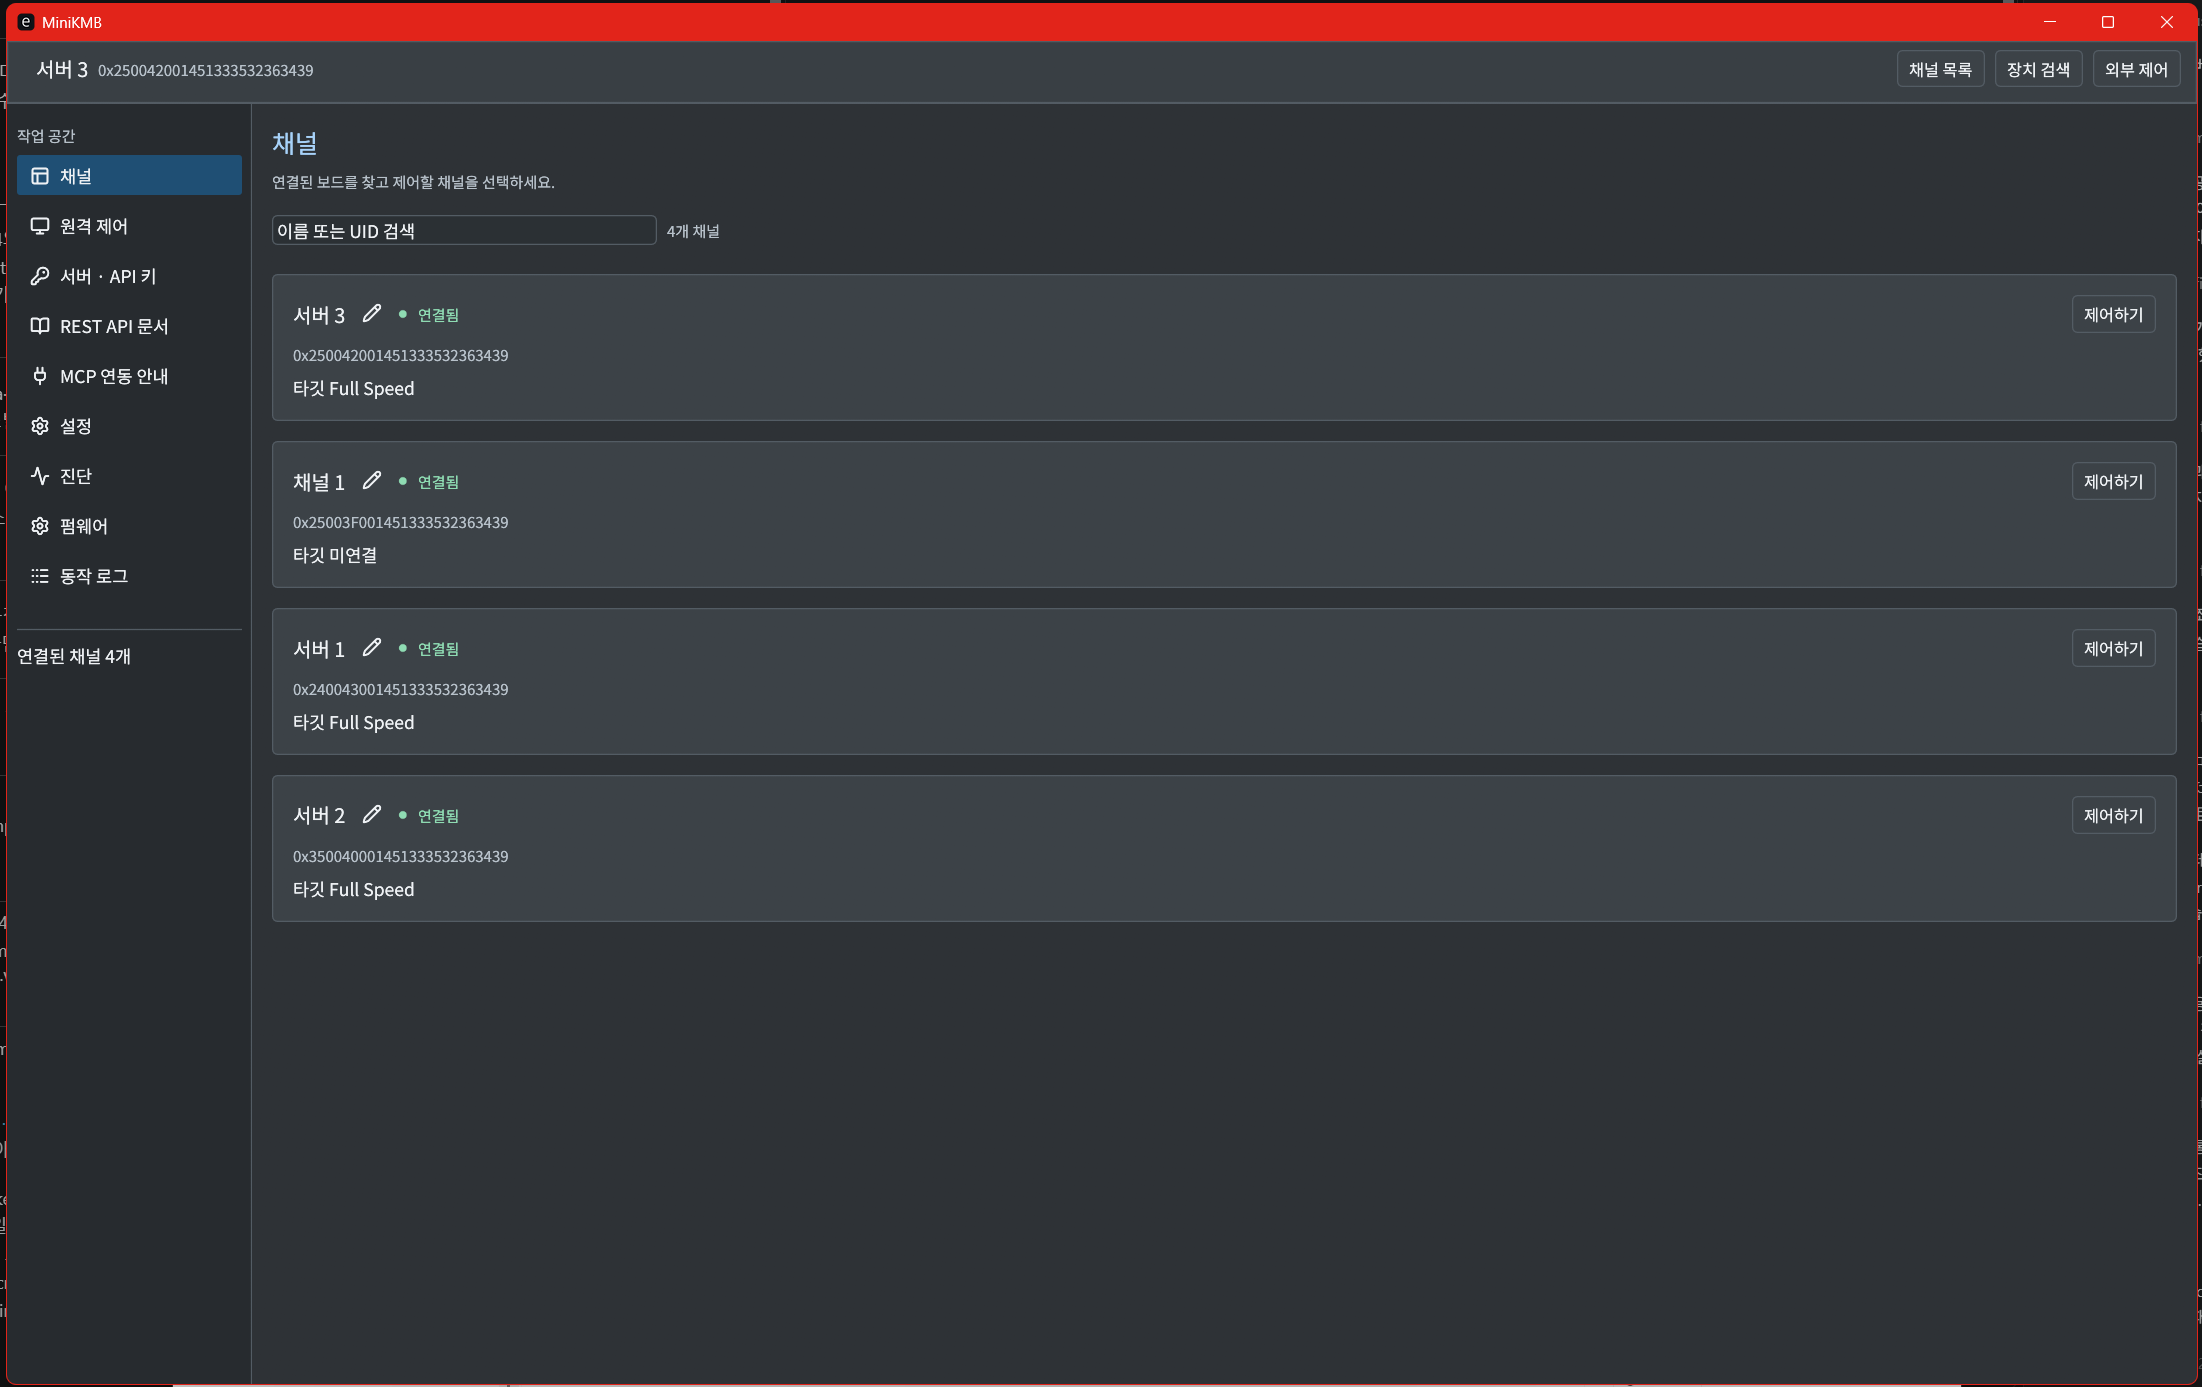 MiniKMB
서버 3 0x250042001451333532363439
채널 목록 장치 검색 외부 제어
작업 공간
채널
원격 제어
서버 · API 키
REST API 문서
MCP 연동 안내
설정
진단
펌웨어
동작 로그
연결된 채널 4개
채널
연결된 보드를 찾고 제어할 채널을 선택하세요.
이름 또는 UID 검색 4개 채널
서버 3 연결됨 제어하기
0x250042001451333532363439
타깃 Full Speed
채널 1 연결됨 제어하기
0x25003F001451333532363439
타깃 미연결
서버 1 연결됨 제어하기
0x240043001451333532363439
타깃 Full Speed
서버 2 연결됨 제어하기
0x350040001451333532363439
타깃 Full Speed